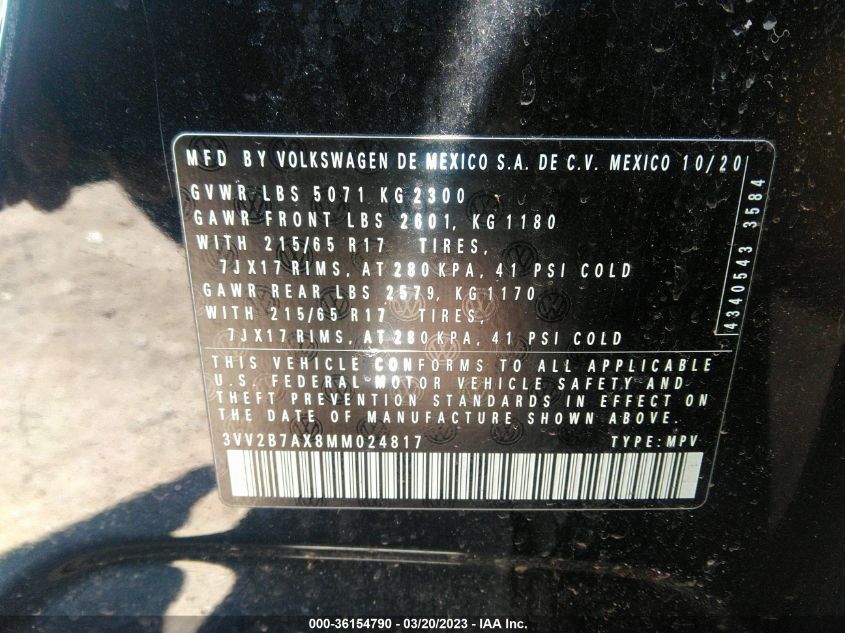 MFD BY VOLKSWAGEN DE MEXICO S.A. DE C.V. MEXICO 10/20
GVWR LBS 5071 KG 2300
GAWR FRONT LBS 2601, KG 1180
WITH 215/65 R17 TIRES,
7JX17 RIMS, AT 280 KPA, 41 PSI COLD
GAWR REAR LBS 2579, KG 1170
WITH 215/65 R17 TIRES,
7JX17 RIMS, AT 280 KPA, 41 PSI COLD
4340543 3584
THIS VEHICLE CONFORMS TO ALL APPLICABLE
U.S. FEDERAL MOTOR VEHICLE SAFETY AND
THEFT PREVENTION STANDARDS IN EFFECT ON
THE DATE OF MANUFACTURE SHOWN ABOVE.
3VV2B7AX8MM024817 TYPE: MPV
000-36154790 - 03/20/2023 - IAA Inc.